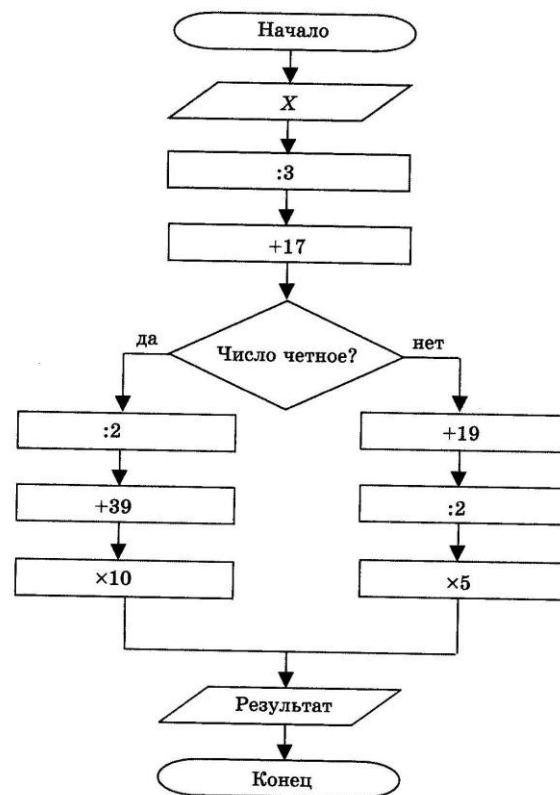 Начало
X
:3
+17
Число четное?
да
нет
:2
+39
×10
+19
:2
×5
Результат
Конец